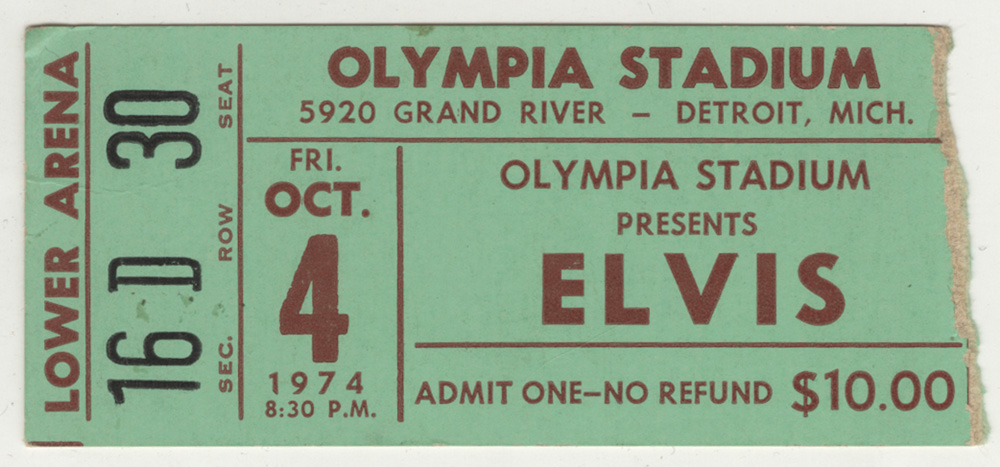 LOWER ARENA
16 D 30
SEC. ROW SEAT
OLYMPIA STADIUM
5920 GRAND RIVER – DETROIT, MICH.
FRI.
OCT.
4
1974
8:30 P.M.
OLYMPIA STADIUM
PRESENTS
ELVIS
ADMIT ONE–NO REFUND $10.00